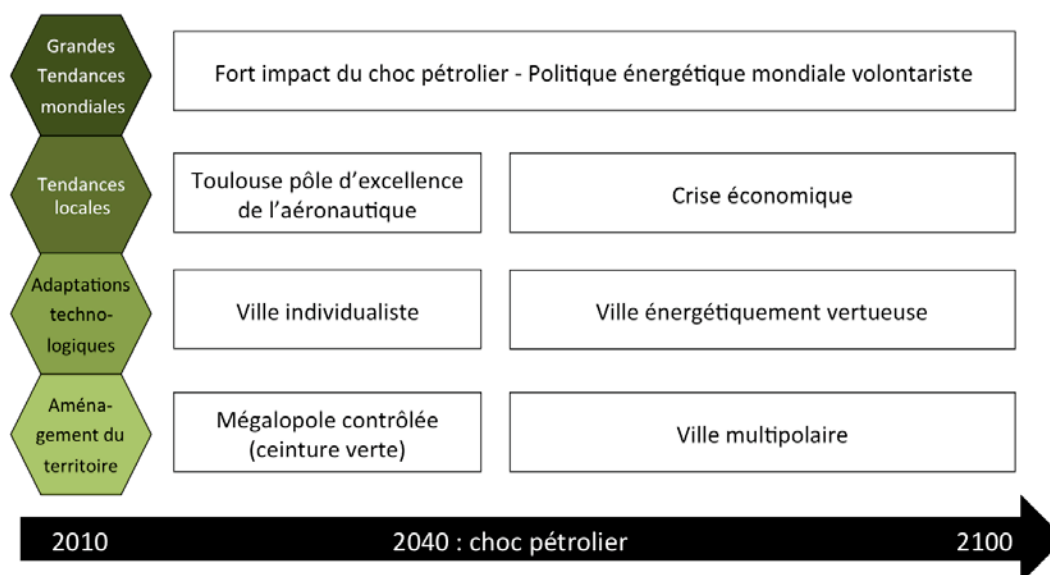 Grandes
Tendances
mondiales
Fort impact du choc pétrolier - Politique énergétique mondiale volontariste
Tendances
locales
Toulouse pôle d’excellence
de l’aéronautique
Crise économique
Adaptations
techno-
logiques
Ville individualiste
Ville énergétiquement vertueuse
Aména-
gement du
territoire
Mégalopole contrôlée
(ceinture verte)
Ville multipolaire
2010
2040 : choc pétrolier
2100